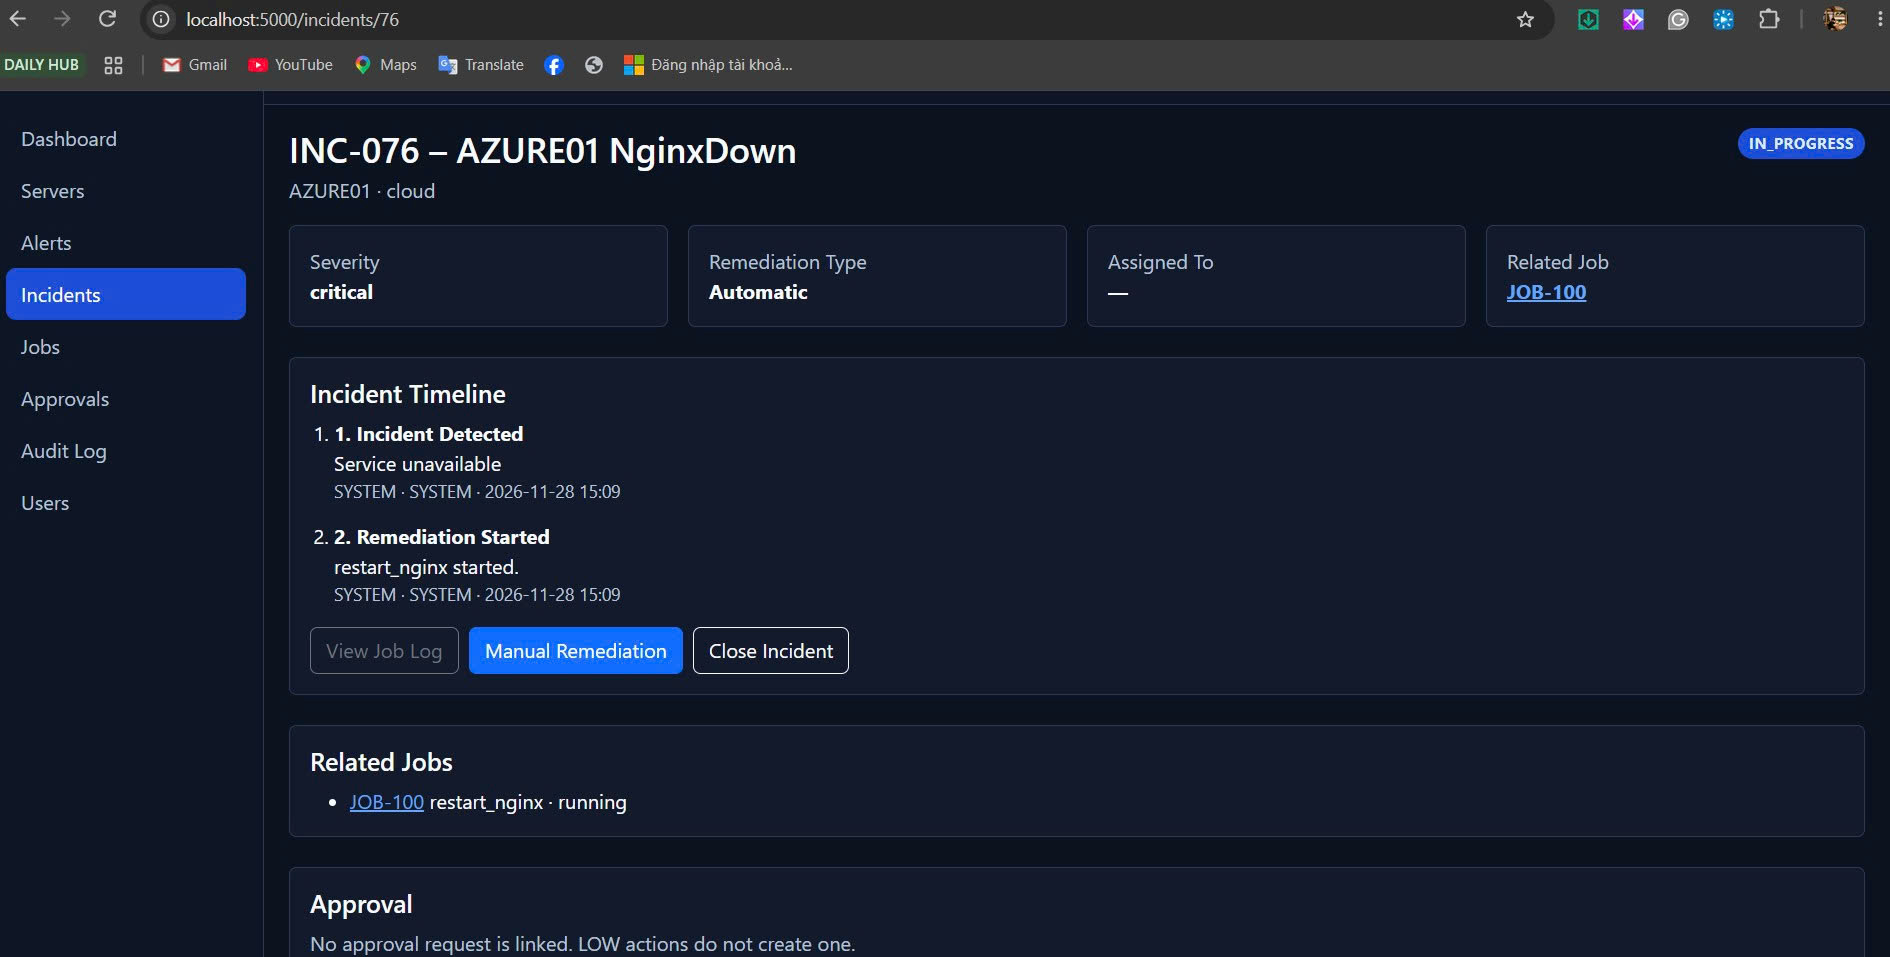 localhost:5000/incidents/76
DAILY HUB
Gmail
YouTube
Maps
Translate
Đăng nhập tài khoả...
Dashboard
Servers
Alerts
Incidents
Jobs
Approvals
Audit Log
Users
INC-076 – AZURE01 NginxDown
IN_PROGRESS
AZURE01 · cloud
Severity
critical
Remediation Type
Automatic
Assigned To
—
Related Job
JOB-100
Incident Timeline
1. 1. Incident Detected
Service unavailable
SYSTEM · SYSTEM · 2026-11-28 15:09
2. 2. Remediation Started
restart_nginx started.
SYSTEM · SYSTEM · 2026-11-28 15:09
View Job Log
Manual Remediation
Close Incident
Related Jobs
• JOB-100 restart_nginx · running
Approval
No approval request is linked. LOW actions do not create one.